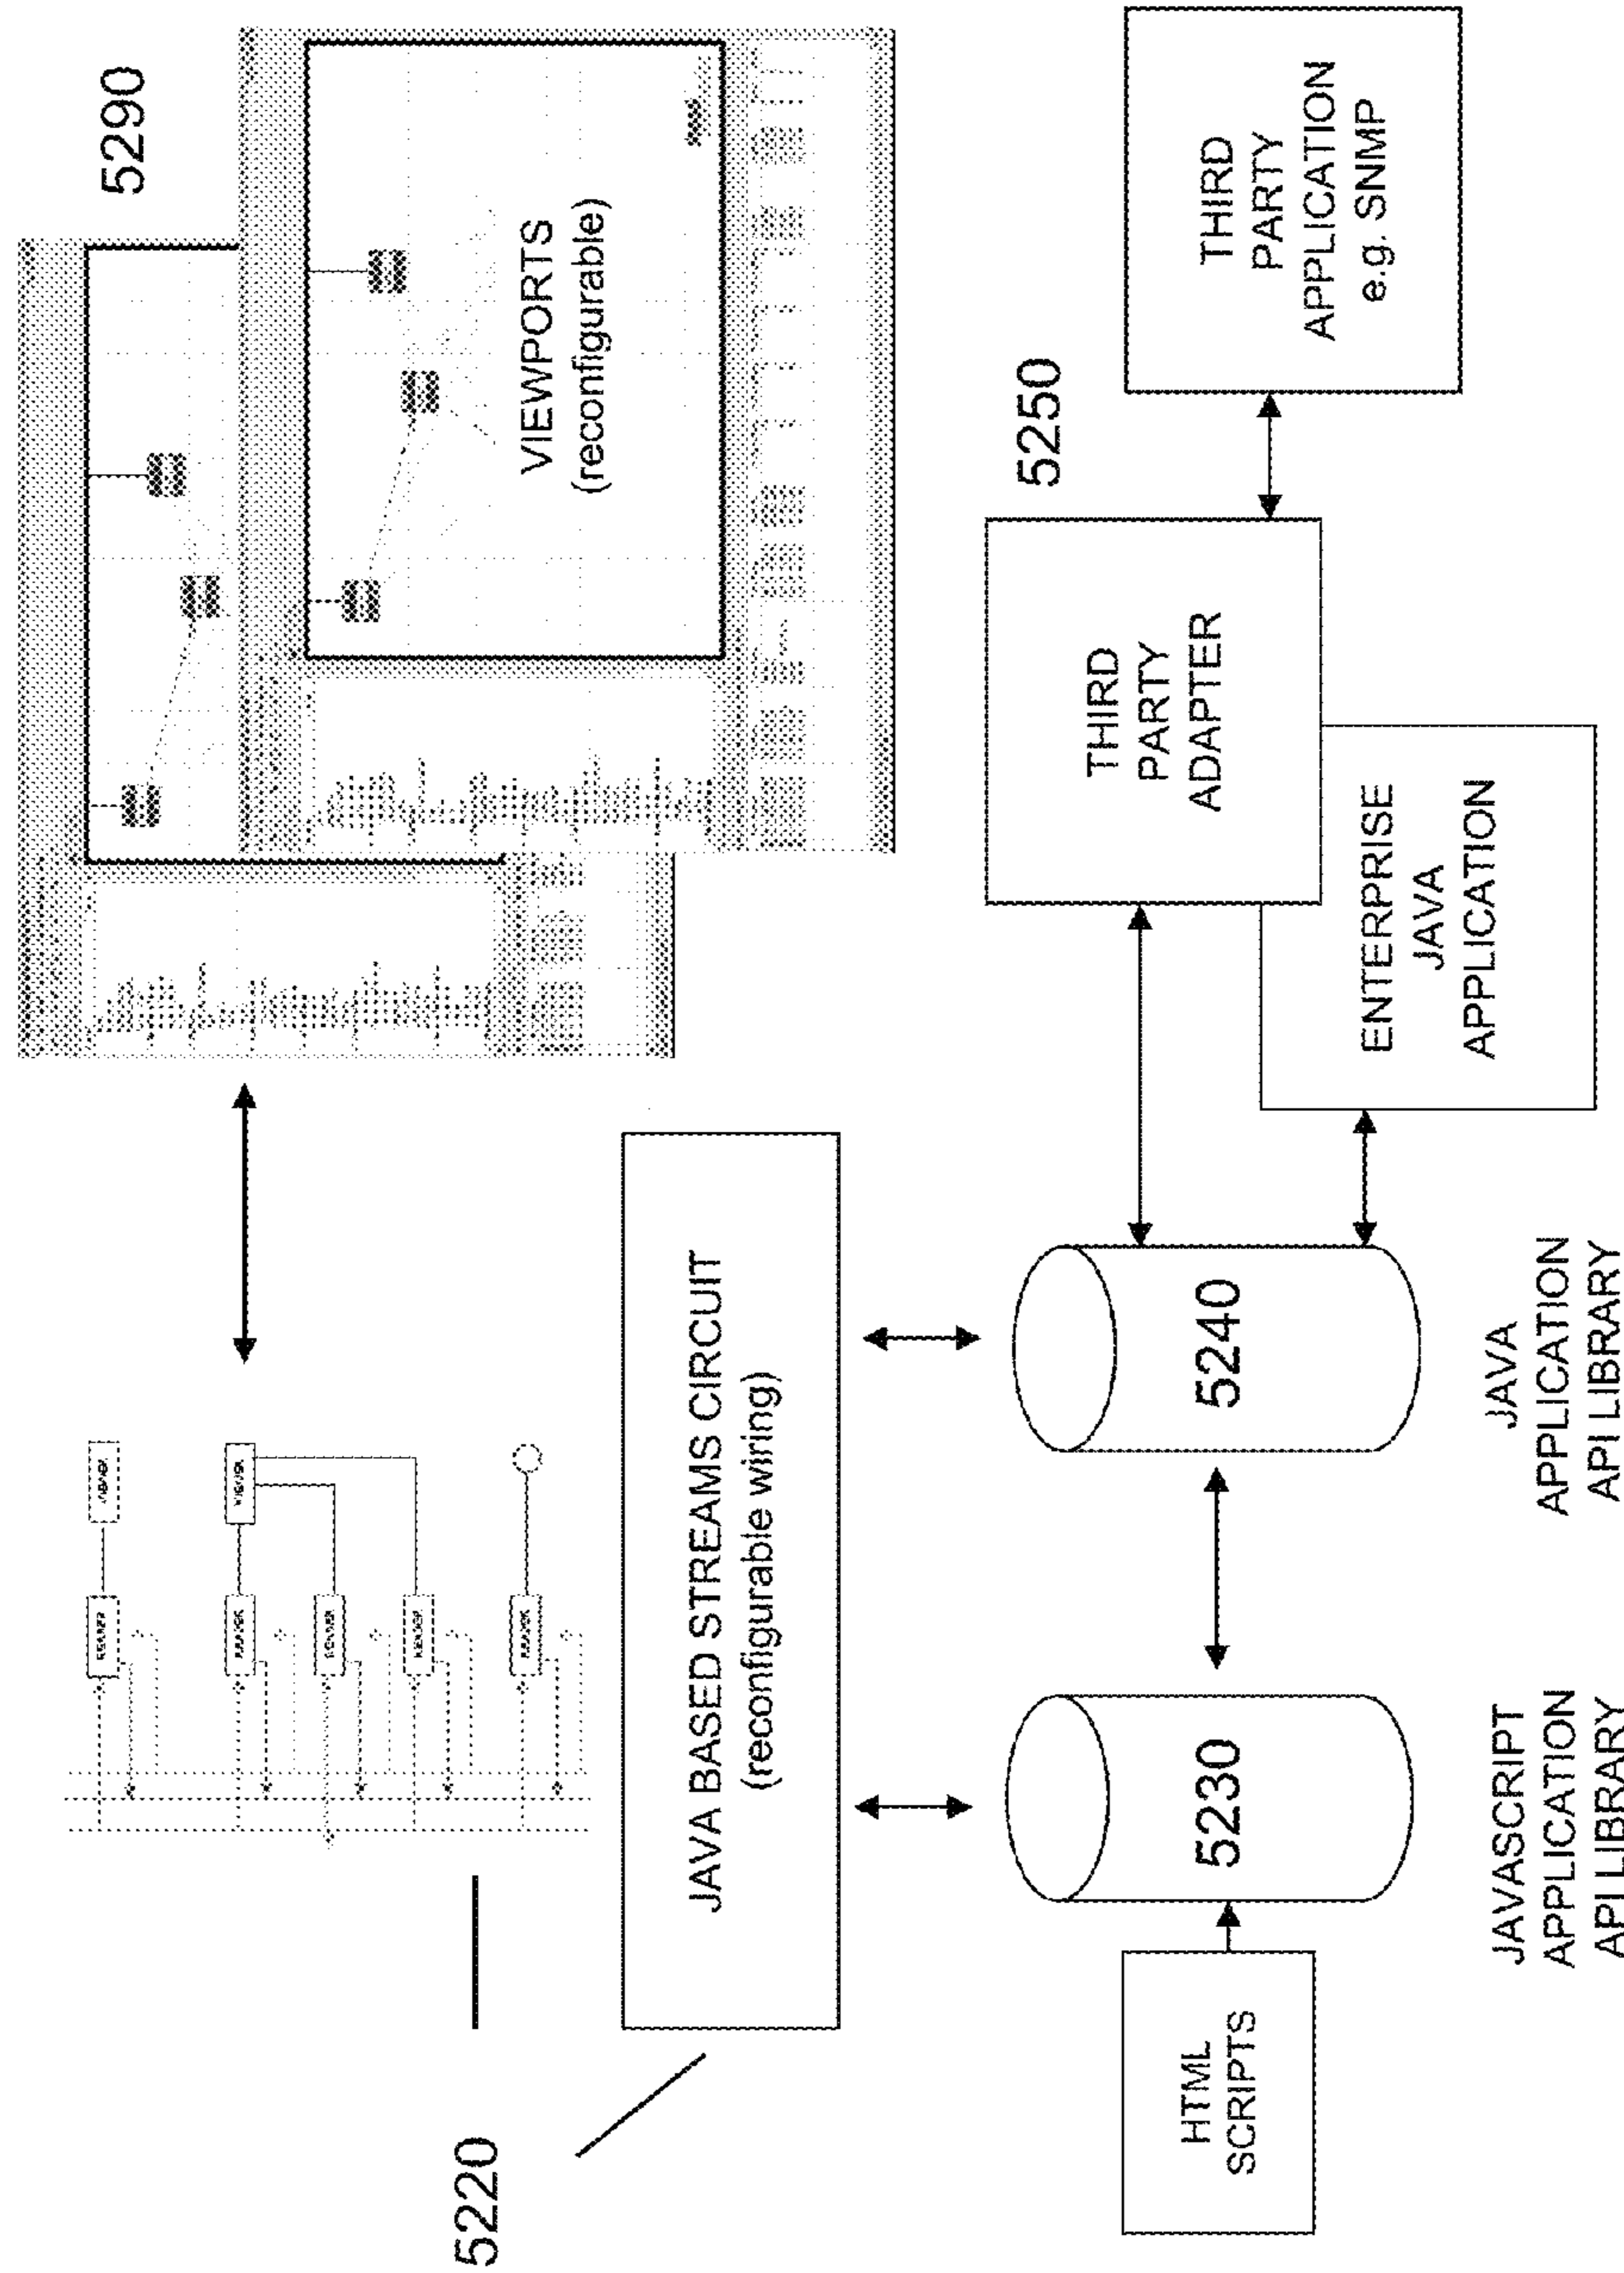 5290
VIEWPORTS
(reconfigurable)
5220
JAVA BASED STREAMS CIRCUIT
(reconfigurable wiring)
5250
THIRD
PARTY
APPLICATION
e.g. SNMP
THIRD
PARTY
ADAPTER
ENTERPRISE
JAVA
APPLICATION
HTML
SCRIPTS
5230
5240
JAVASCRIPT
APPLICATION
API LIBRARY
JAVA
APPLICATION
API LIBRARY